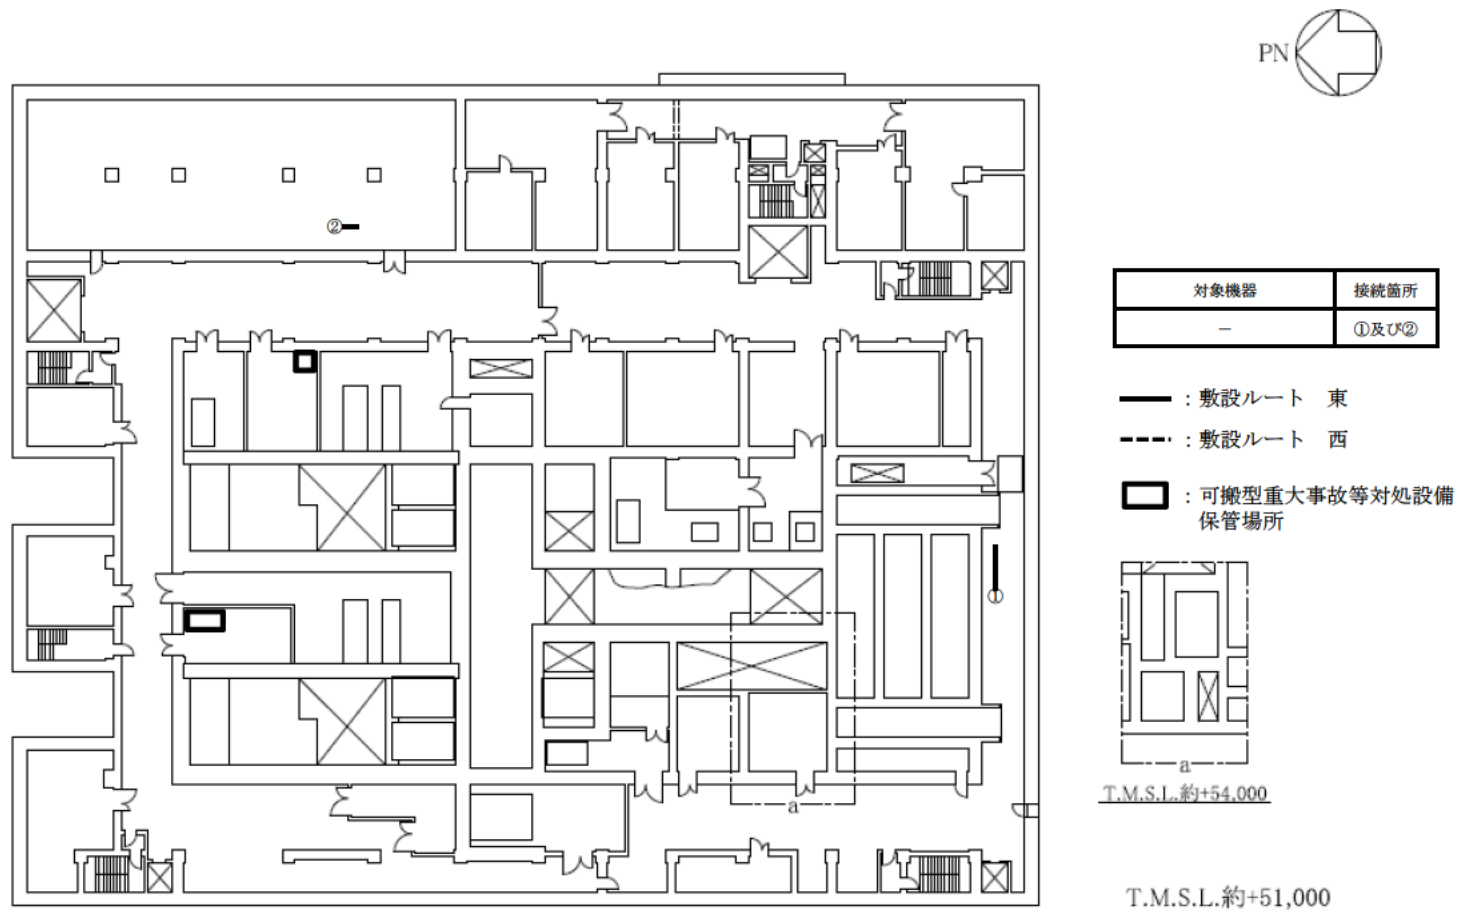 PN
②
対象機器 接続箇所
－ ①及び②
：敷設ルート 東
：敷設ルート 西
：可搬型重大事故等対処設備
保管場所
①
a
a
T.M.S.L.約+54,000
T.M.S.L.約+51,000